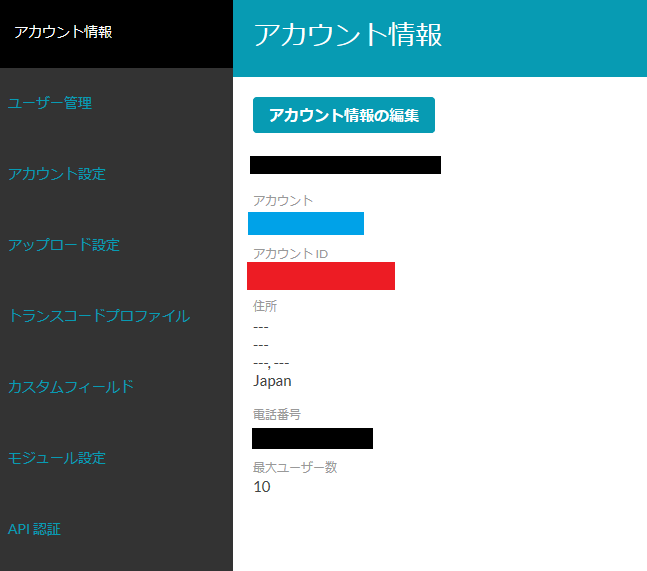 アカウント情報
ユーザー管理
アカウント設定
アップロード設定
トランスコードプロファイル
カスタムフィールド
モジュール設定
API 認証
アカウント情報
アカウント情報の編集
アカウント
アカウント ID
住所
---
---
---, ---
Japan
電話番号
最大ユーザー数
10